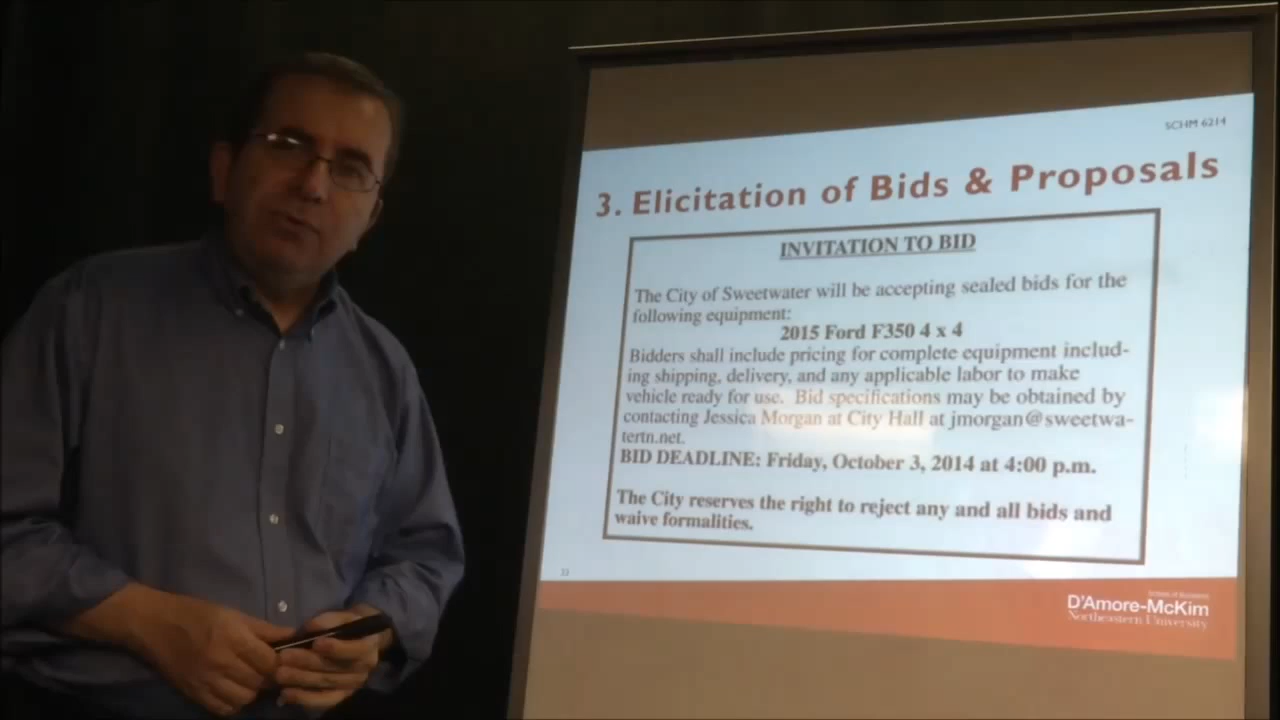 SCHM 6214
3. Elicitation of Bids & Proposals
INVITATION TO BID
The City of Sweetwater will be accepting sealed bids for the
following equipment:
2015 Ford F350 4 x 4
Bidders shall include pricing for complete equipment includ-
ing shipping, delivery, and any applicable labor to make
vehicle ready for use. Bid specifications may be obtained by
contacting Jessica Morgan at City Hall at jmorgan@sweetwa-
tertn.net.
BID DEADLINE: Friday, October 3, 2014 at 4:00 p.m.
The City reserves the right to reject any and all bids and
waive formalities.
D'Amore-McKim
Northeastern University